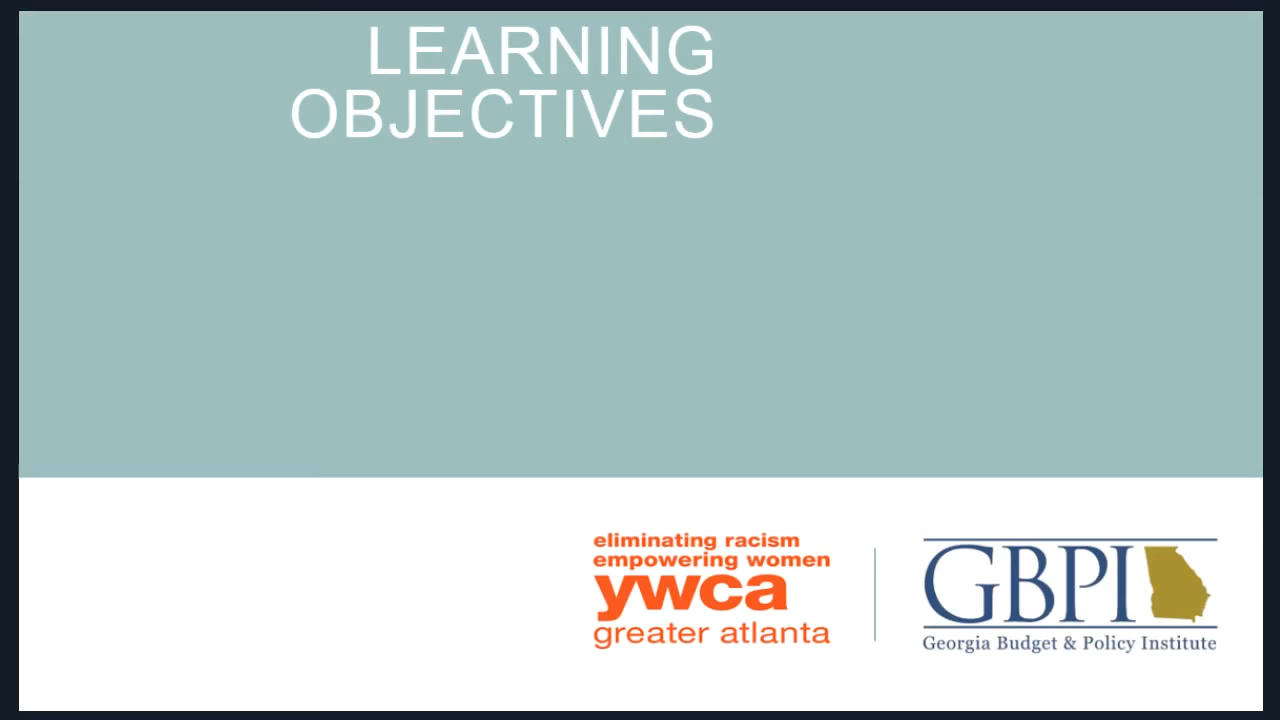 LEARNING
OBJECTIVES
eliminating racism
empowering women
ywca
greater atlanta
GBPI
Georgia Budget & Policy Institute